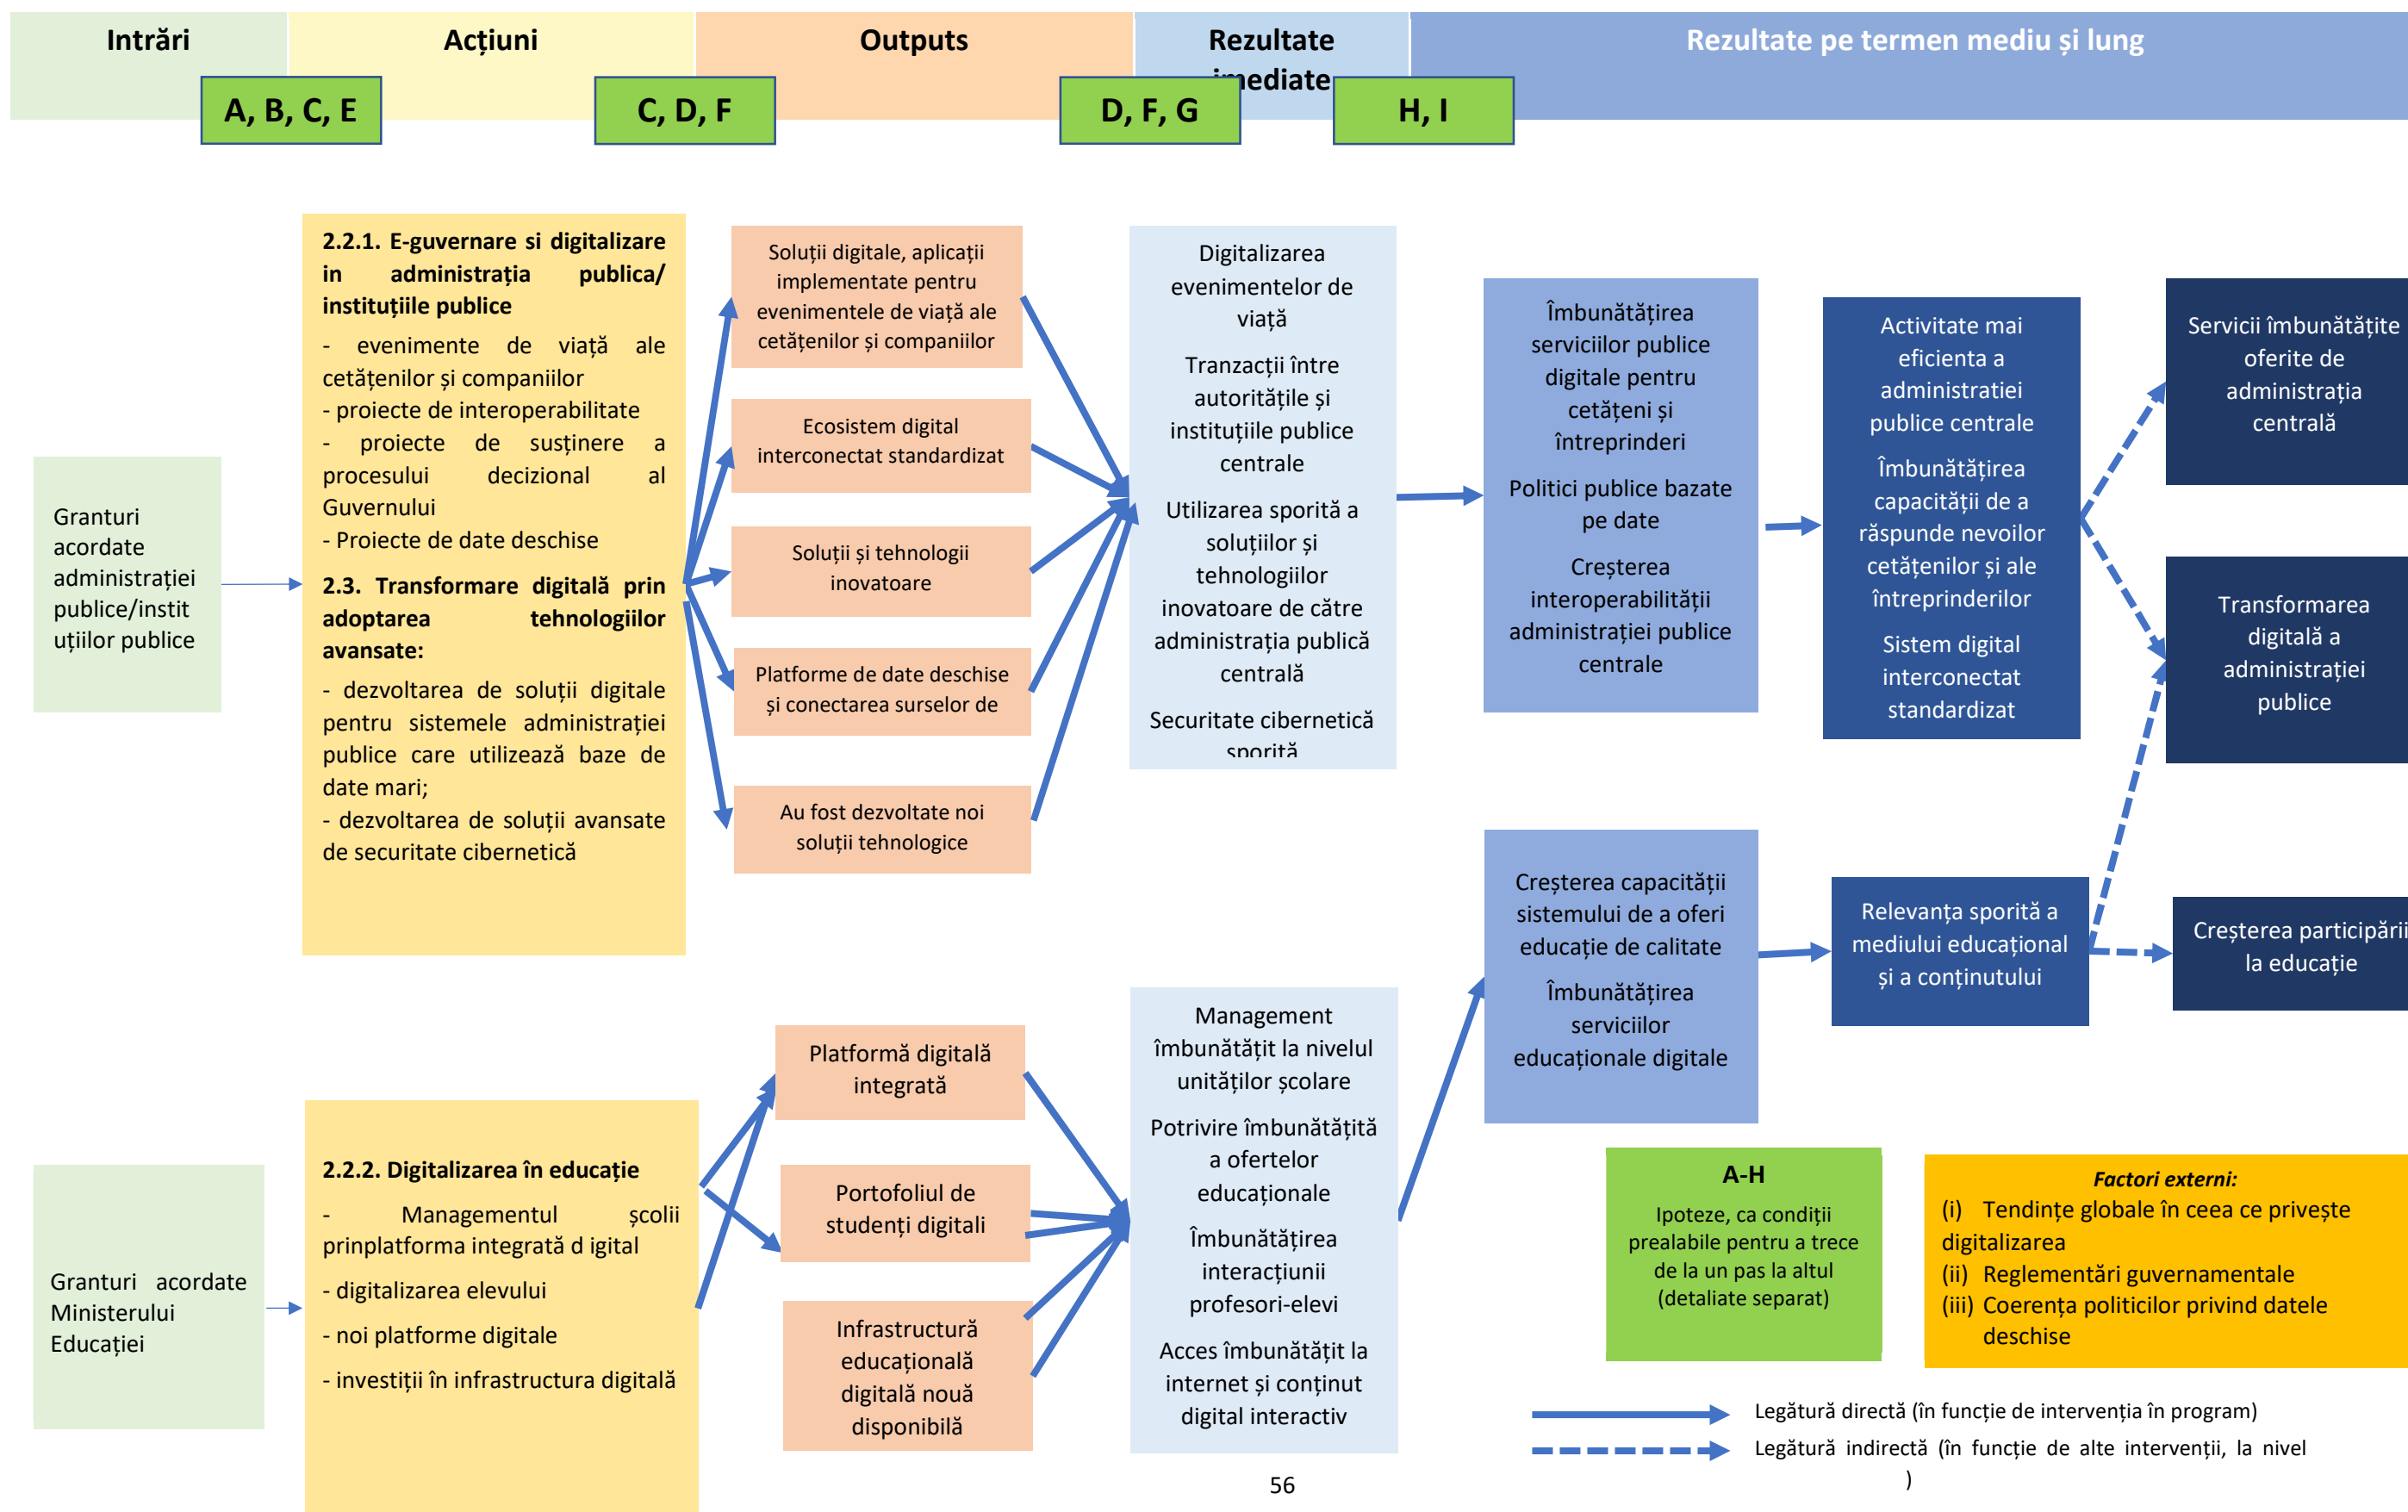 Intrări
Acțiuni
Outputs
Rezultate
imediate
Rezultate pe termen mediu și lung
A, B, C, E
C, D, F
D, F, G
H, I
Granturi
acordate
administrației
publice/instit
uțiilor publice
2.2.1. E-guvernare si digitalizare
in administrația publica/
instituțiile publice
- evenimente de viață ale
cetățenilor și companiilor
- proiecte de interoperabilitate
- proiecte de susținere a
procesului decizional al
Guvernului
- Proiecte de date deschise
2.3. Transformare digitală prin
adoptarea tehnologiilor
avansate:
- dezvoltarea de soluții digitale
pentru sistemele administrației
publice care utilizează baze de
date mari;
- dezvoltarea de soluții avansate
de securitate cibernetică
Soluții digitale, aplicații
implementate pentru
evenimentele de viață ale
cetățenilor și companiilor
Ecosistem digital
interconectat standardizat
Soluții și tehnologii
inovatoare
Platforme de date deschise
și conectarea surselor de
Au fost dezvoltate noi
soluții tehnologice
Digitalizarea
evenimentelor de
viață
Tranzacții între
autoritățile și
instituțiile publice
centrale
Utilizarea sporită a
soluțiilor și
tehnologiilor
inovatoare de către
administrația publică
centrală
Securitate cibernetică
sporită
Îmbunătățirea
serviciilor publice
digitale pentru
cetățeni și
întreprinderi
Politici publice bazate
pe date
Creșterea
interoperabilității
administrației publice
centrale
Activitate mai
eficienta a
administratiei
publice centrale
Îmbunătățirea
capacității de a
răspunde nevoilor
cetățenilor și ale
întreprinderilor
Sistem digital
interconectat
standardizat
Servicii îmbunătățite
oferite de
administrația
centrală
Transformarea
digitală a
administrației
publice
Creșterea capacității
sistemului de a oferi
educație de calitate
Îmbunătățirea
serviciilor
educaționale digitale
Relevanța sporită a
mediului educațional
și a conținutului
Creșterea participării
la educație
Granturi acordate
Ministerului
Educației
2.2.2. Digitalizarea în educație
- Managementul școlii
prinplatforma integrată d igital
- digitalizarea elevului
- noi platforme digitale
- investiții în infrastructura digitală
Platformă digitală
integrată
Portofoliul de
studenți digitali
Infrastructură
educațională
digitală nouă
disponibilă
Management
îmbunătățit la nivelul
unităților școlare
Potrivire îmbunătățită
a ofertelor
educaționale
Îmbunătățirea
interacțiunii
profesori-elevi
Acces îmbunătățit la
internet și conținut
digital interactiv
A-H
Ipoteze, ca condiții
prealabile pentru a trece
de la un pas la altul
(detaliate separat)
Factori externi:
(i) Tendințe globale în ceea ce privește
digitalizarea
(ii) Reglementări guvernamentale
(iii) Coerența politicilor privind datele
deschise
Legătură directă (în funcție de intervenția în program)
Legătură indirectă (în funcție de alte intervenții, la nivel
)
56